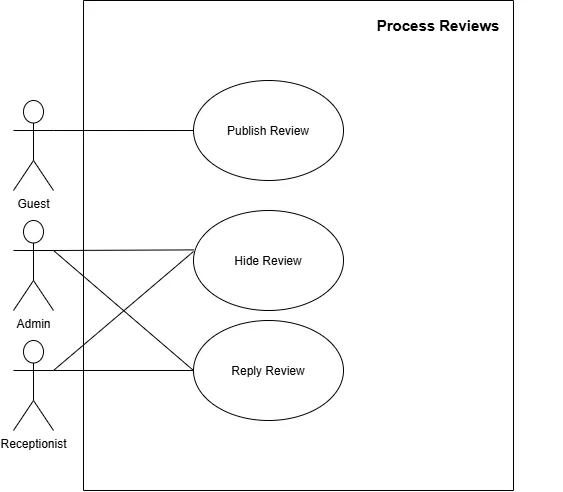 Process Reviews
Publish Review
Guest
Hide Review
Admin
Reply Review
Receptionist